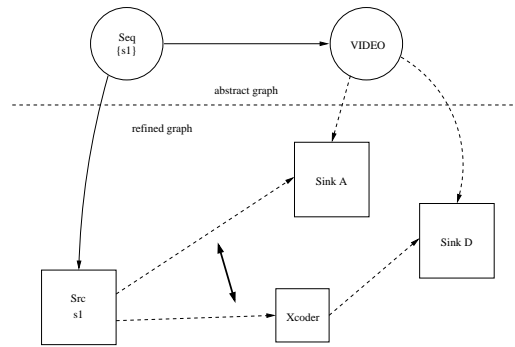 Seq
{s1}
VIDEO
abstract graph
refined graph
Sink A
Sink D
Src
s1
Xcoder